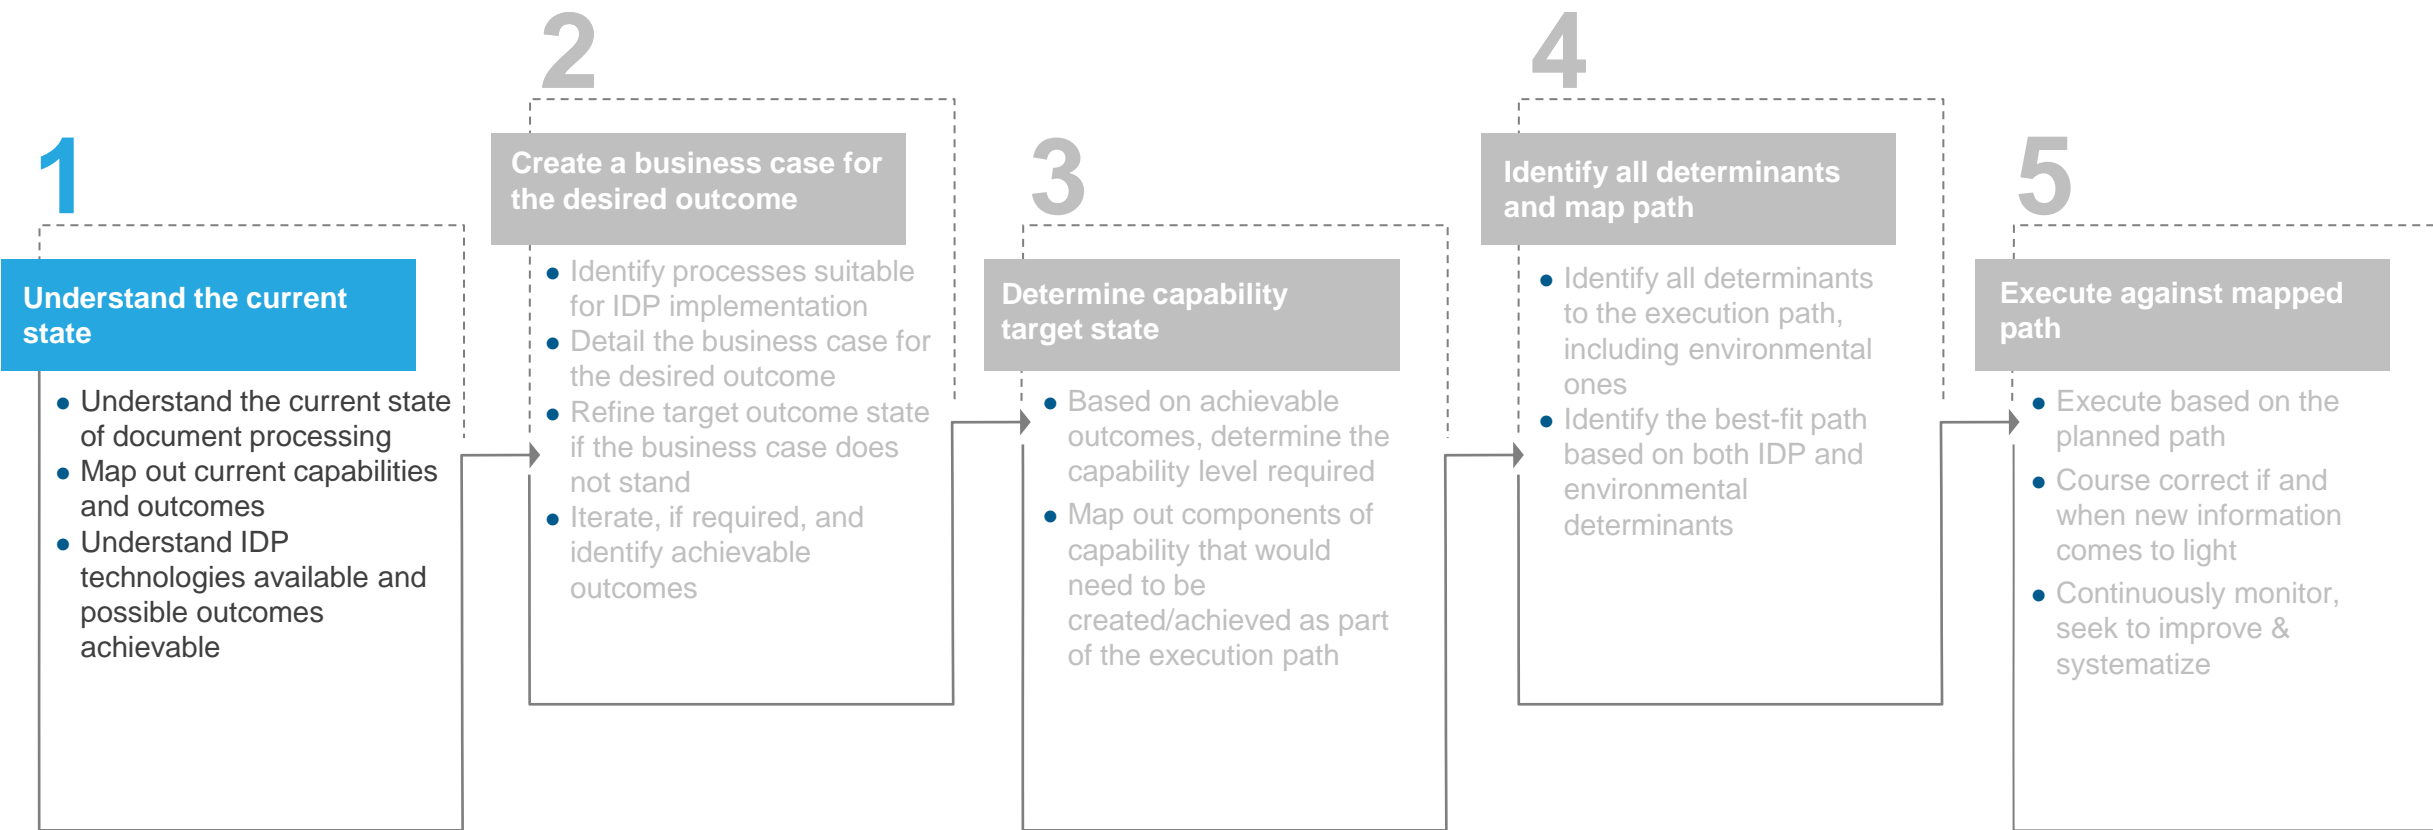 1
Understand the current
state
● Understand the current state
of document processing
● Map out current capabilities
and outcomes
● Understand IDP
technologies available and
possible outcomes
achievable
2
Create a business case for
the desired outcome
● Identify processes suitable
for IDP implementation
● Detail the business case for
the desired outcome
● Refine target outcome state
if the business case does
not stand
● Iterate, if required, and
identify achievable
outcomes
3
Determine capability
target state
● Based on achievable
outcomes, determine the
capability level required
● Map out components of
capability that would
need to be
created/achieved as part
of the execution path
4
Identify all determinants
and map path
● Identify all determinants
to the execution path,
including environmental
ones
● Identify the best-fit path
based on both IDP and
environmental
determinants
5
Execute against mapped
path
● Execute based on the
planned path
● Course correct if and
when new information
comes to light
● Continuously monitor,
seek to improve &
systematize